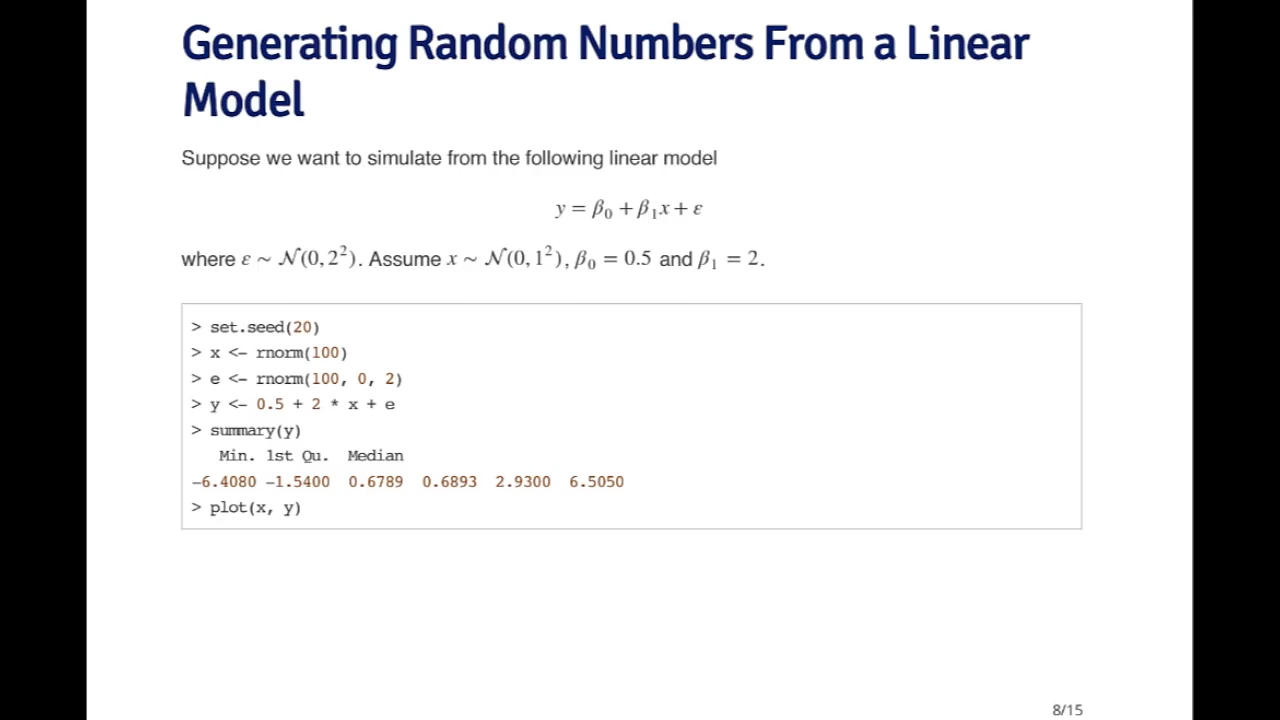 Generating Random Numbers From a Linear
Model
Suppose we want to simulate from the following linear model
y = β₀ + β₁x + ε
where ε ∼ 𝒩(0, 2²). Assume x ∼ 𝒩(0, 1²), β₀ = 0.5 and β₁ = 2.
> set.seed(20)
> x <- rnorm(100)
> e <- rnorm(100, 0, 2)
> y <- 0.5 + 2 * x + e
> summary(y)
Min. 1st Qu. Median
-6.4080 -1.5400 0.6789 0.6893 2.9300 6.5050
> plot(x, y)
8/15